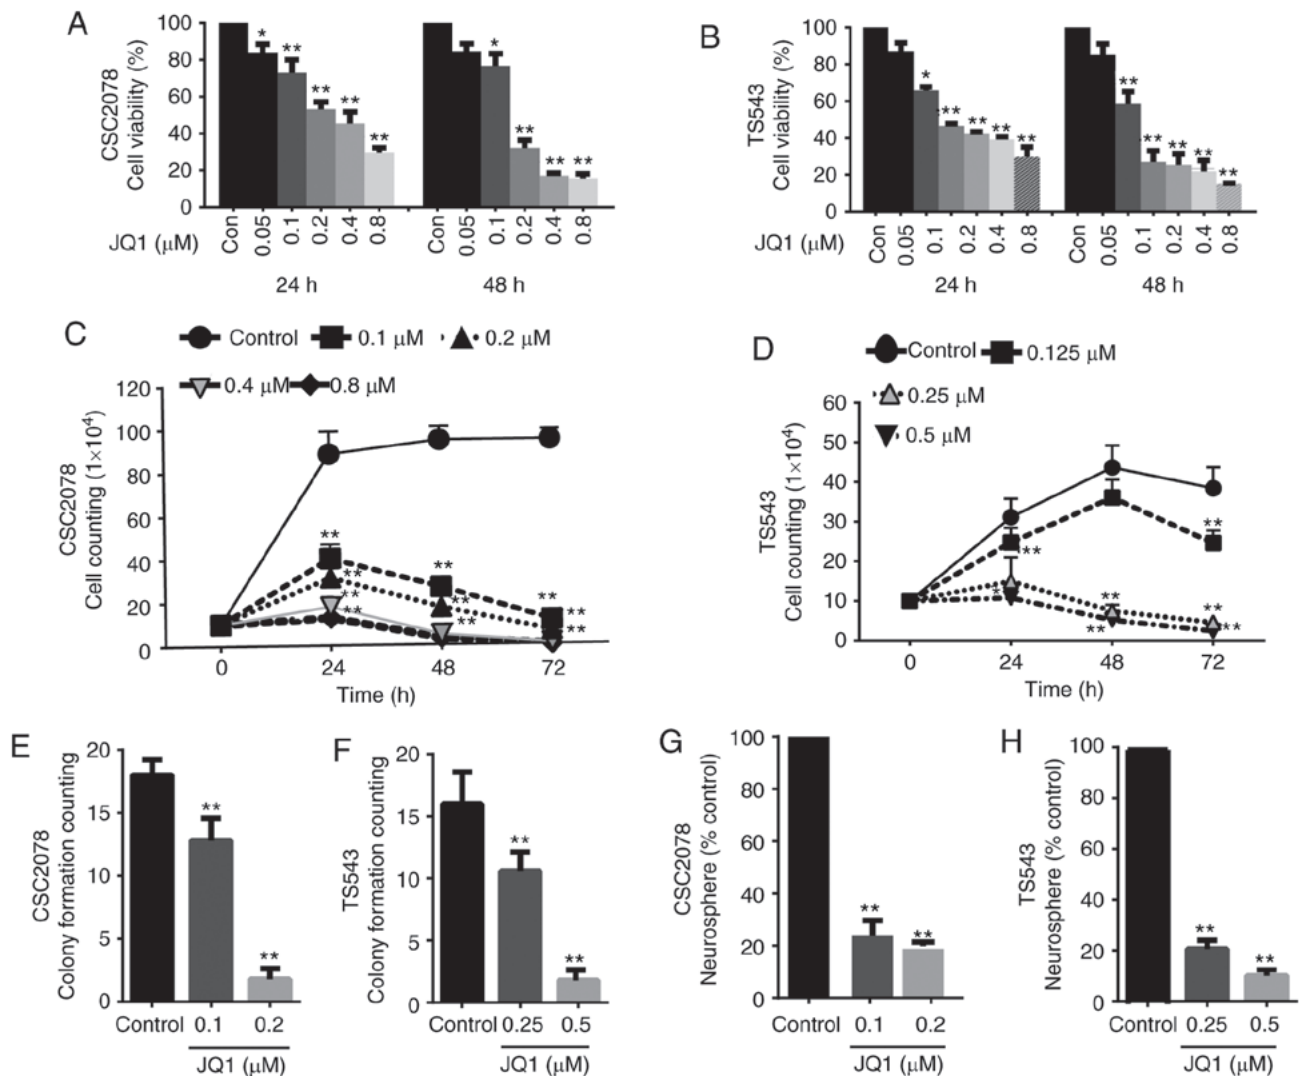 A
CSC2078
Cell viability (%)
100
80
60
40
20
0
* ** ** ** **
* ** ** **
JQ1 (μM)
Con 0.05 0.1 0.2 0.4 0.8
Con 0.05 0.1 0.2 0.4 0.8
24 h
48 h
B
TS543
Cell viability (%)
100
80
60
40
20
0
* ** ** ** **
** ** ** ** **
JQ1 (μM)
Con 0.05 0.1 0.1 0.2 0.4 0.8
Con 0.05 0.1 0.2 0.4 0.8
24 h
48 h
C
Control 0.1 μM 0.2 μM
0.4 μM 0.8 μM
CSC2078
Cell counting (1×10⁴)
120
100
80
60
40
20
0
** ** ** **
** ** **
** ** **
0 24 48 72
Time (h)
D
Control 0.125 μM
0.25 μM
0.5 μM
TS543
Cell counting (1×10⁴)
60
50
40
30
20
10
0
** *
** **
** ** **
0 24 48 72
Time (h)
E
CSC2078
Colony formation counting
20
15
10
5
0
** **
Control 0.1 0.2
JQ1 (μM)
F
TS543
Colony formation counting
20
15
10
5
0
** **
Control 0.25 0.5
JQ1 (μM)
G
CSC2078
Neurosphere (% control)
100
80
60
40
20
0
** **
Control 0.1 0.2
JQ1 (μM)
H
TS543
Neurosphere (% control)
100
80
60
40
20
0
** **
Control 0.25 0.5
JQ1 (μM)